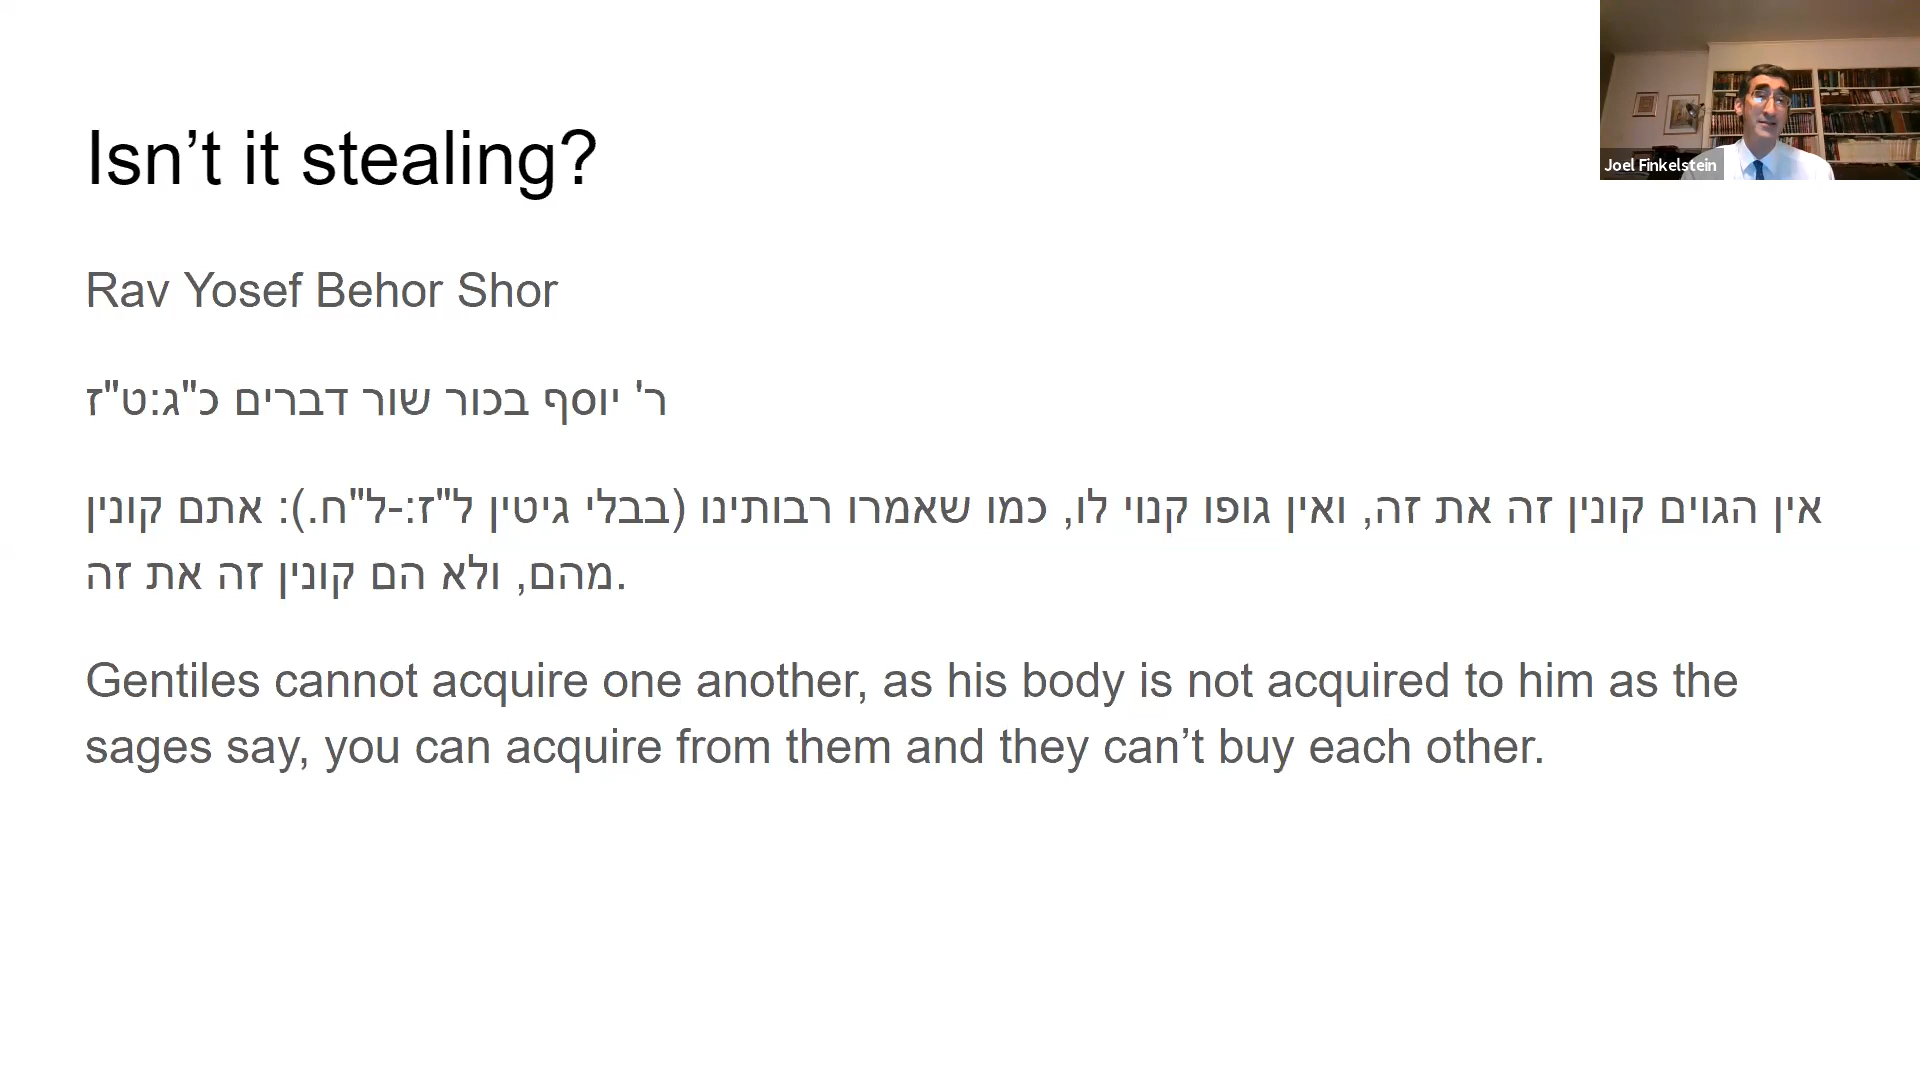 Isn’t it stealing?
Joel Finkelstein
Rav Yosef Behor Shor
ר' יוסף בכור שור דברים כ"ג:ט"ז
אין הגוים קונין זה את זה, ואין גופו קנוי לו, כמו שאמרו רבותינו (בבלי גיטין ל"ז:-ל"ח.): אתם קונין
מהם, ולא הם קונין זה את זה.
Gentiles cannot acquire one another, as his body is not acquired to him as the
sages say, you can acquire from them and they can’t buy each other.